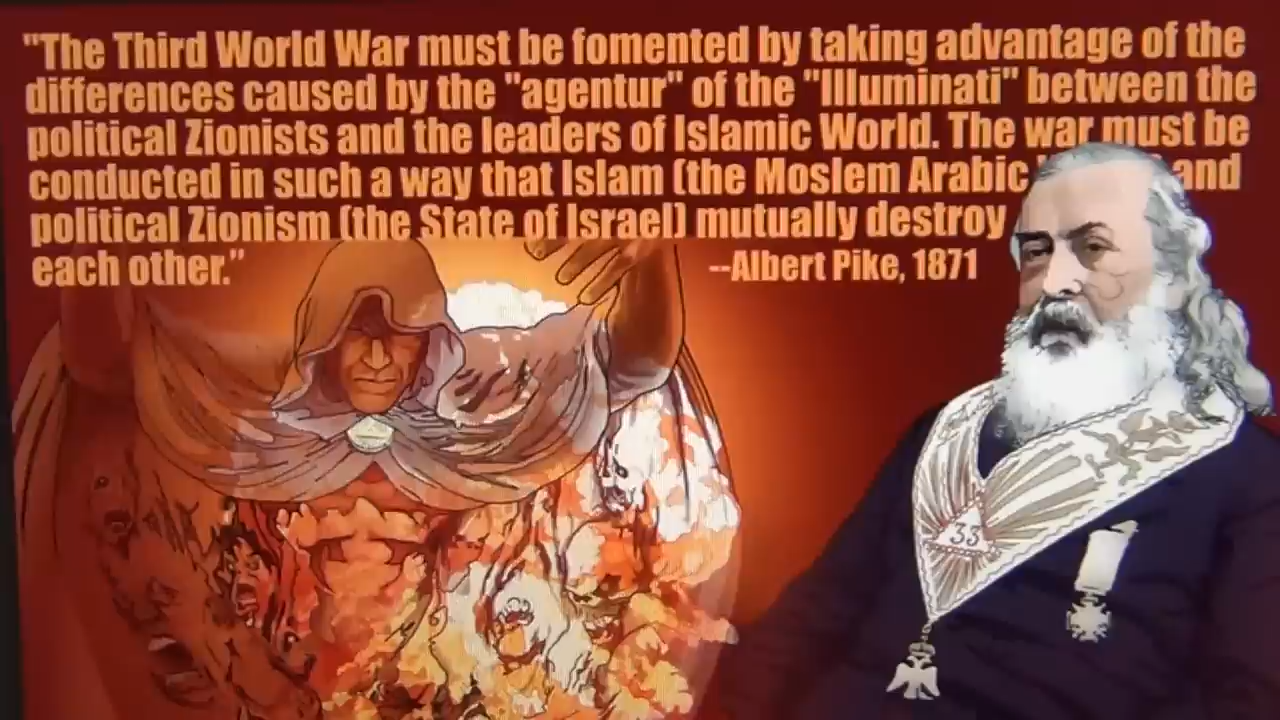 "The Third World War must be fomented by taking advantage of the
differences caused by the "agentur" of the "Illuminati" between the
political Zionists and the leaders of Islamic World. The war must be
conducted in such a way that Islam (the Moslem Arabic and
political Zionism (the State of Israel) mutually destroy
each other.”
--Albert Pike, 1871
33